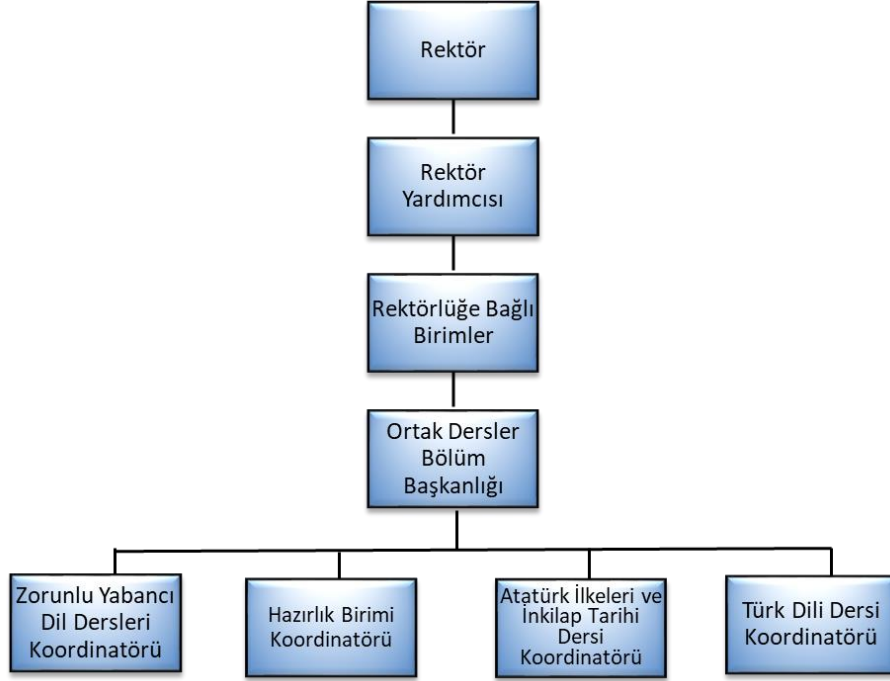 Rektör
Rektör
Yardımcısı
Rektörlüğe Bağlı
Birimler
Ortak Dersler
Bölüm
Başkanlığı
Zorunlu Yabancı
Dil Dersleri
Koordinatörü
Hazırlık Birimi
Koordinatörü
Atatürk İlkeleri ve
İnkilap Tarihi
Dersi
Koordinatörü
Türk Dili Dersi
Koordinatörü